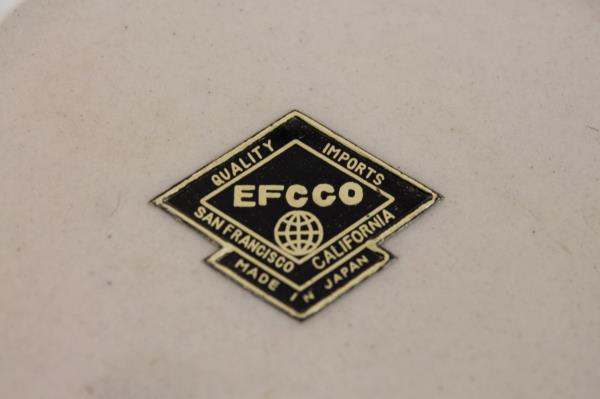 QUALITY IMPORTS
EFCCO
SAN FRANCISCO CALIFORNIA
MADE IN JAPAN